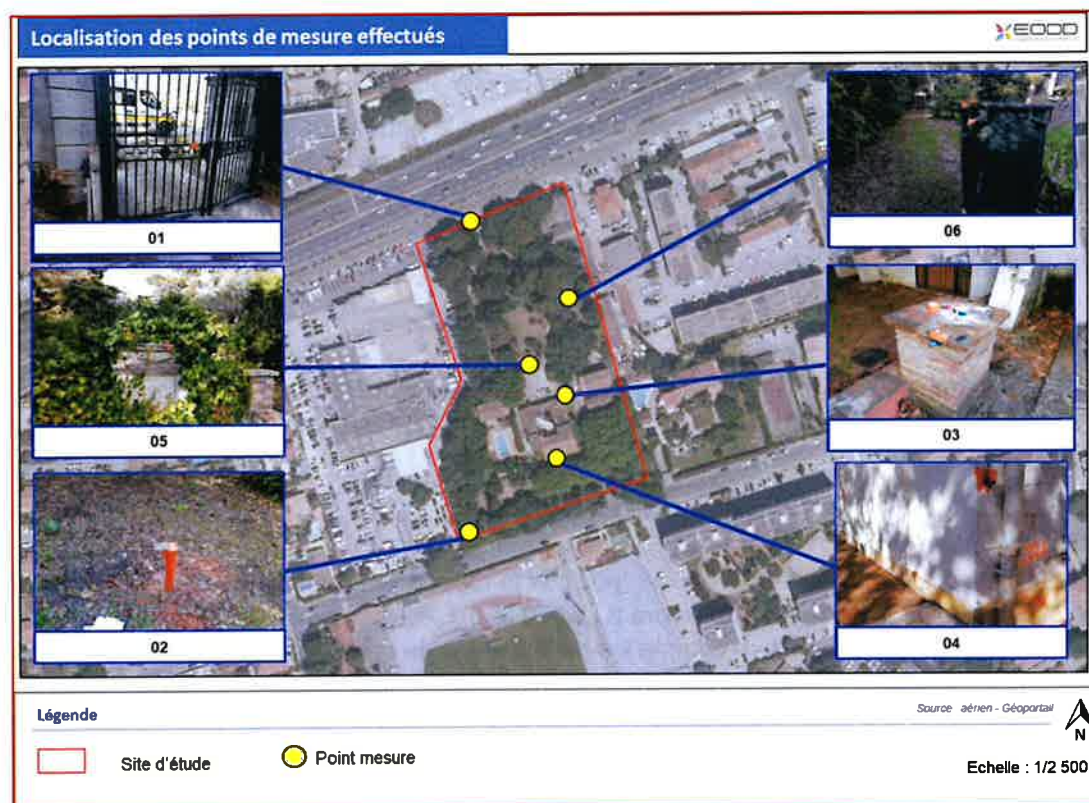 Localisation des points de mesure effectués
EODD
01
06
05
03
02
04
Légende
Source aérien - Géoportail
N
Site d'étude
Point mesure
Echelle : 1/2 500